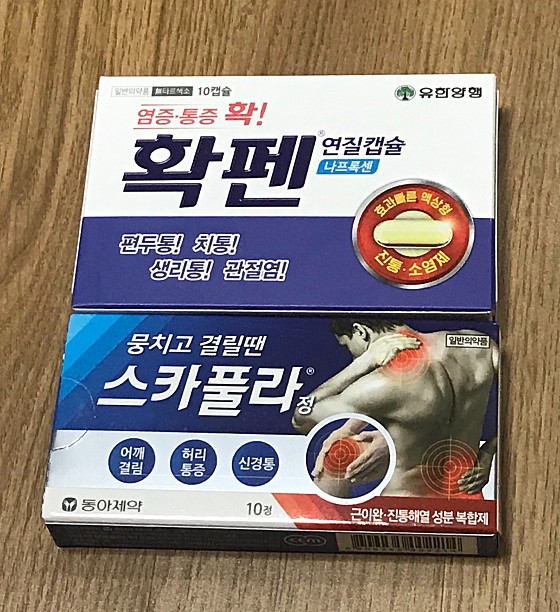 일반의약품 無타르색소 10캡슐
유한양행
염증·통증 확!
확펜® 연질캡슐
나프록센
효과빠른 액상형
진통·소염제
편두통! 치통!
생리통! 관절염!
뭉치고 결릴땐
일반의약품
스카풀라®정
어깨
결림
허리
통증
신경통
동아제약
10정
근이완·진통해열 성분 복합제